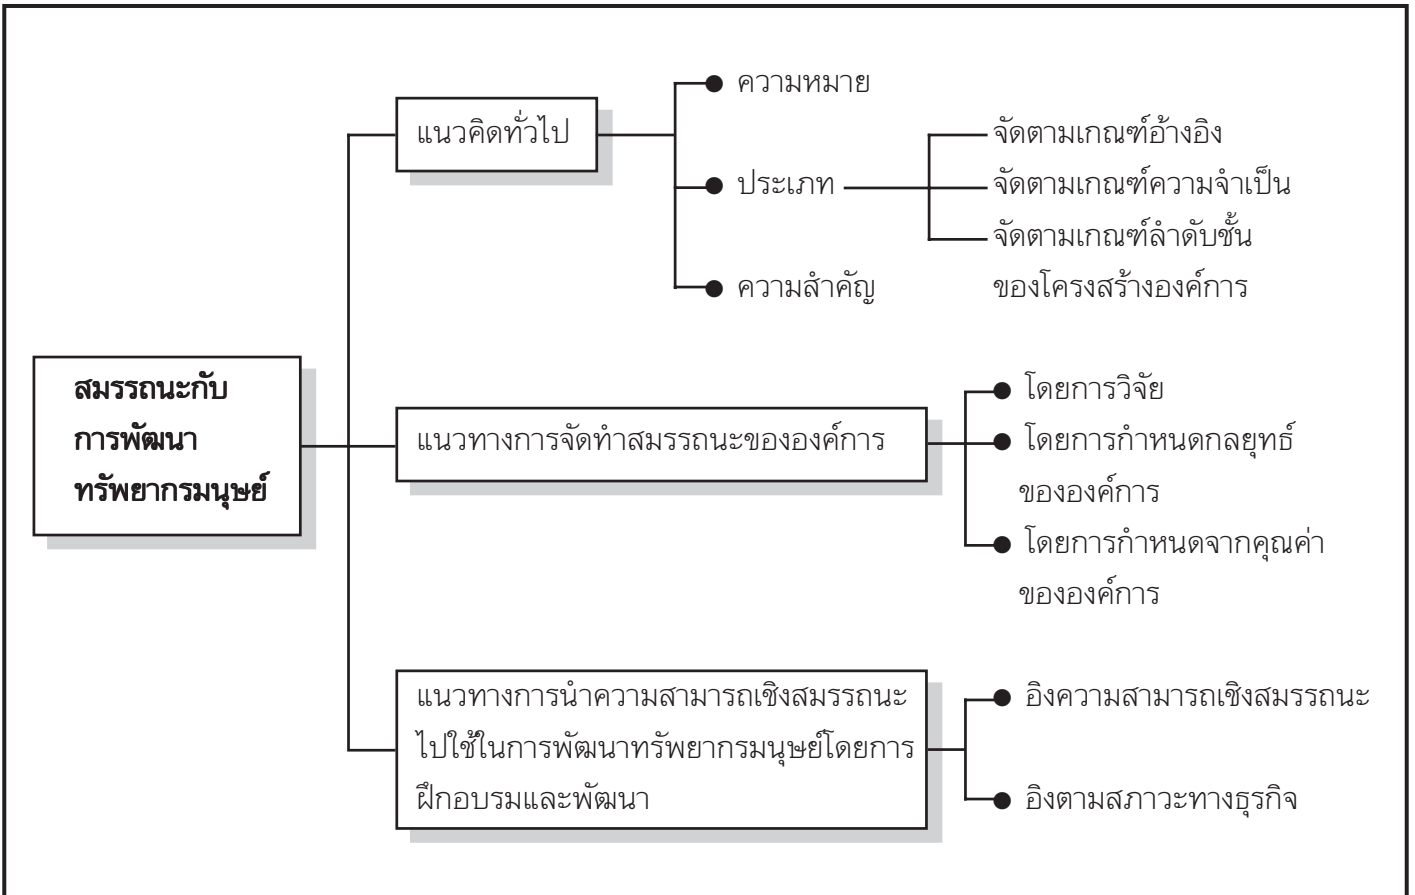 ความหมาย
แนวคิดทั่วไป
จัดตามเกณฑ์อ้างอิง
ประเภท
จัดตามเกณฑ์ความจำเป็น
จัดตามเกณฑ์ลำดับชั้น
ของโครงสร้างองค์การ
ความสำคัญ
สมรรถนะกับ
การพัฒนา
ทรัพยากรมนุษย์
แนวทางการจัดทำสมรรถนะขององค์การ
โดยการวิจัย
โดยการกำหนดกลยุทธ์
ขององค์การ
โดยการกำหนดจากคุณค่า
ขององค์การ
แนวทางการนำความสามารถเชิงสมรรถนะ
ไปใช้ในการพัฒนาทรัพยากรมนุษย์โดยการ
ฝึกอบรมและพัฒนา
อิงความสามารถเชิงสมรรถนะ
อิงตามสภาวะทางธุรกิจ